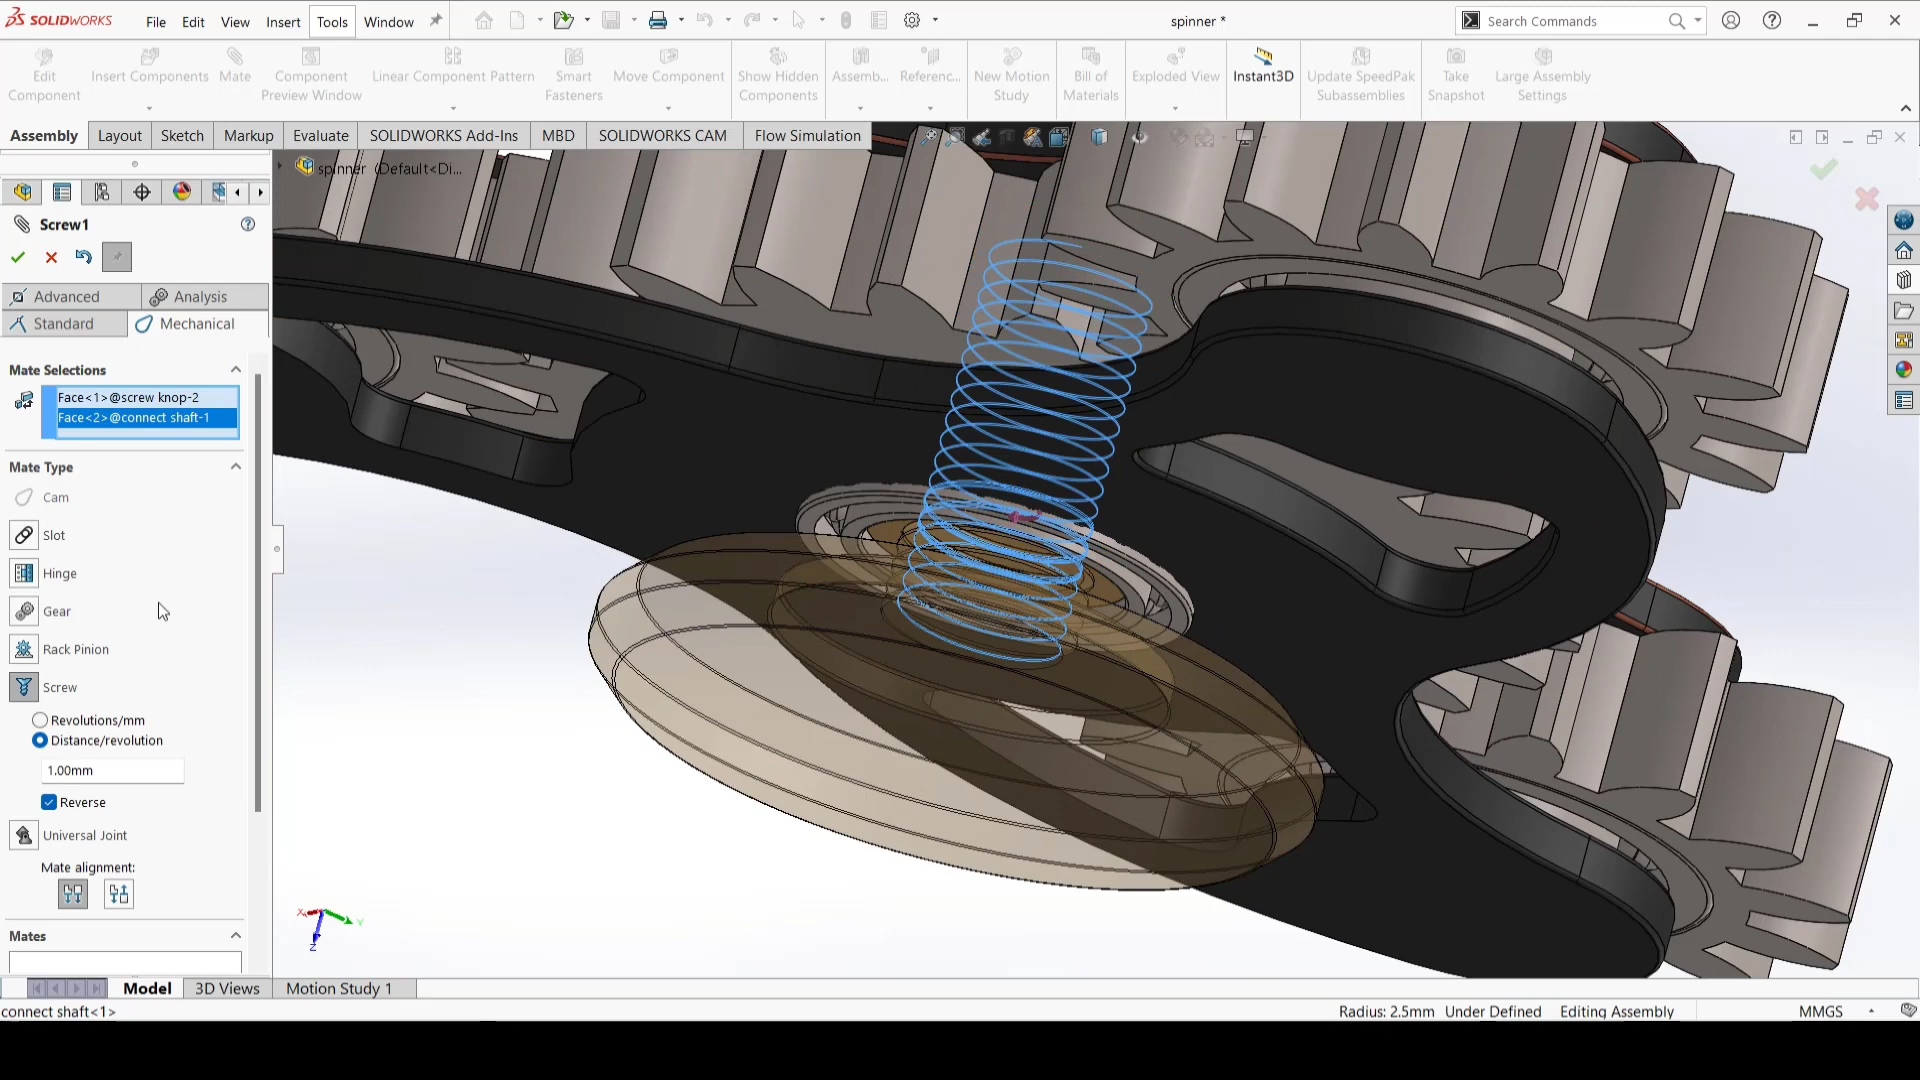 SOLIDWORKS File Edit View Insert Tools Window spinner * Search Commands
Edit Component Insert Components Mate Component Preview Window Linear Component Pattern Smart Fasteners Move Component Show Hidden Components Assemb... Referenc... New Motion Study Bill of Materials Exploded View Instant3D Update SpeedPak Subassemblies Take Snapshot Large Assembly Settings
Assembly Layout Sketch Markup Evaluate SOLIDWORKS Add-Ins MBD SOLIDWORKS CAM Flow Simulation
spinner (Default<Di...
Screw1
Advanced Analysis
Standard Mechanical
Mate Selections
Face<1>@screw knop-2
Face<2>@connect shaft-1
Mate Type
Cam
Slot
Hinge
Gear
Rack Pinion
Screw
Revolutions/mm
Distance/revolution
1.00mm
Reverse
Universal Joint
Mate alignment:
X Y
Z
Mates
Model 3D Views Motion Study 1
connect shaft<1> Radius: 2.5mm Under Defined Editing Assembly MMGS